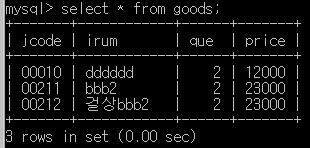 mysql> select * from goods;
+-------+---------+------+-------+
| jcode | irum | que | price |
+-------+---------+------+-------+
| 00010 | dddddd | 2 | 12000 |
| 00211 | bbb2 | 2 | 23000 |
| 00212 | 걸상bbb2 | 2 | 23000 |
+-------+---------+------+-------+
3 rows in set (0.00 sec)